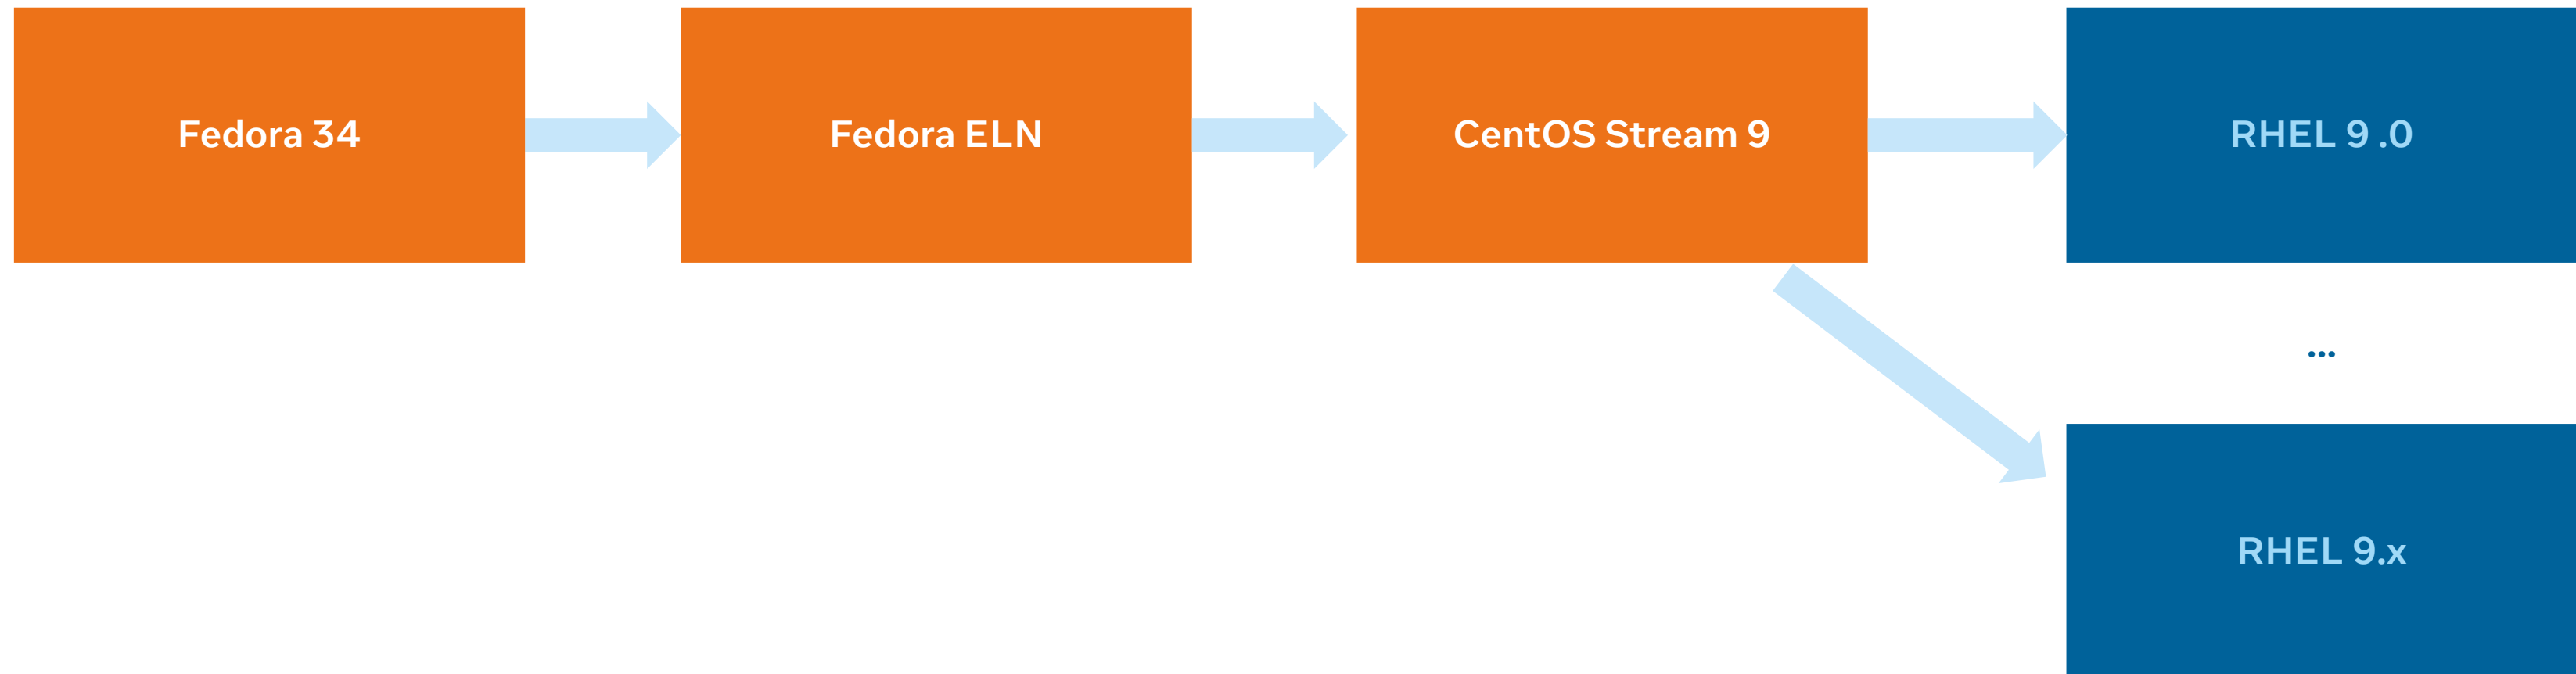 Fedora 34
Fedora ELN
CentOS Stream 9
RHEL 9 .0
...
RHEL 9.x